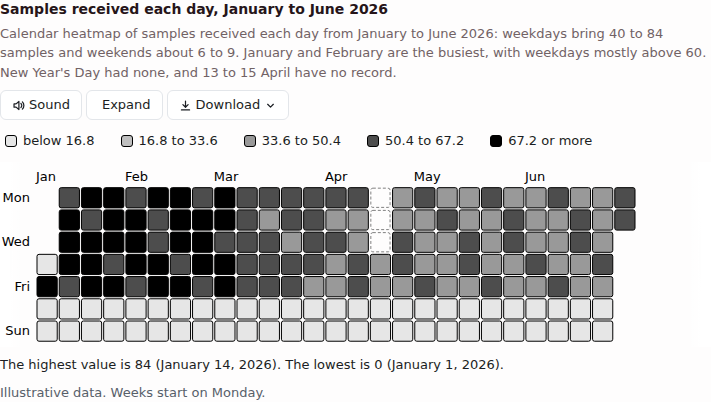 Samples received each day, January to June 2026
Calendar heatmap of samples received each day from January to June 2026: weekdays bring 40 to 84
samples and weekends about 6 to 9. January and February are the busiest, with weekdays mostly above 60.
New Year's Day had none, and 13 to 15 April have no record.
Sound Expand Download
below 16.8 16.8 to 33.6 33.6 to 50.4 50.4 to 67.2 67.2 or more
Jan Feb Mar Apr May Jun
Mon
Wed
Fri
Sun
The highest value is 84 (January 14, 2026). The lowest is 0 (January 1, 2026).
Illustrative data. Weeks start on Monday.